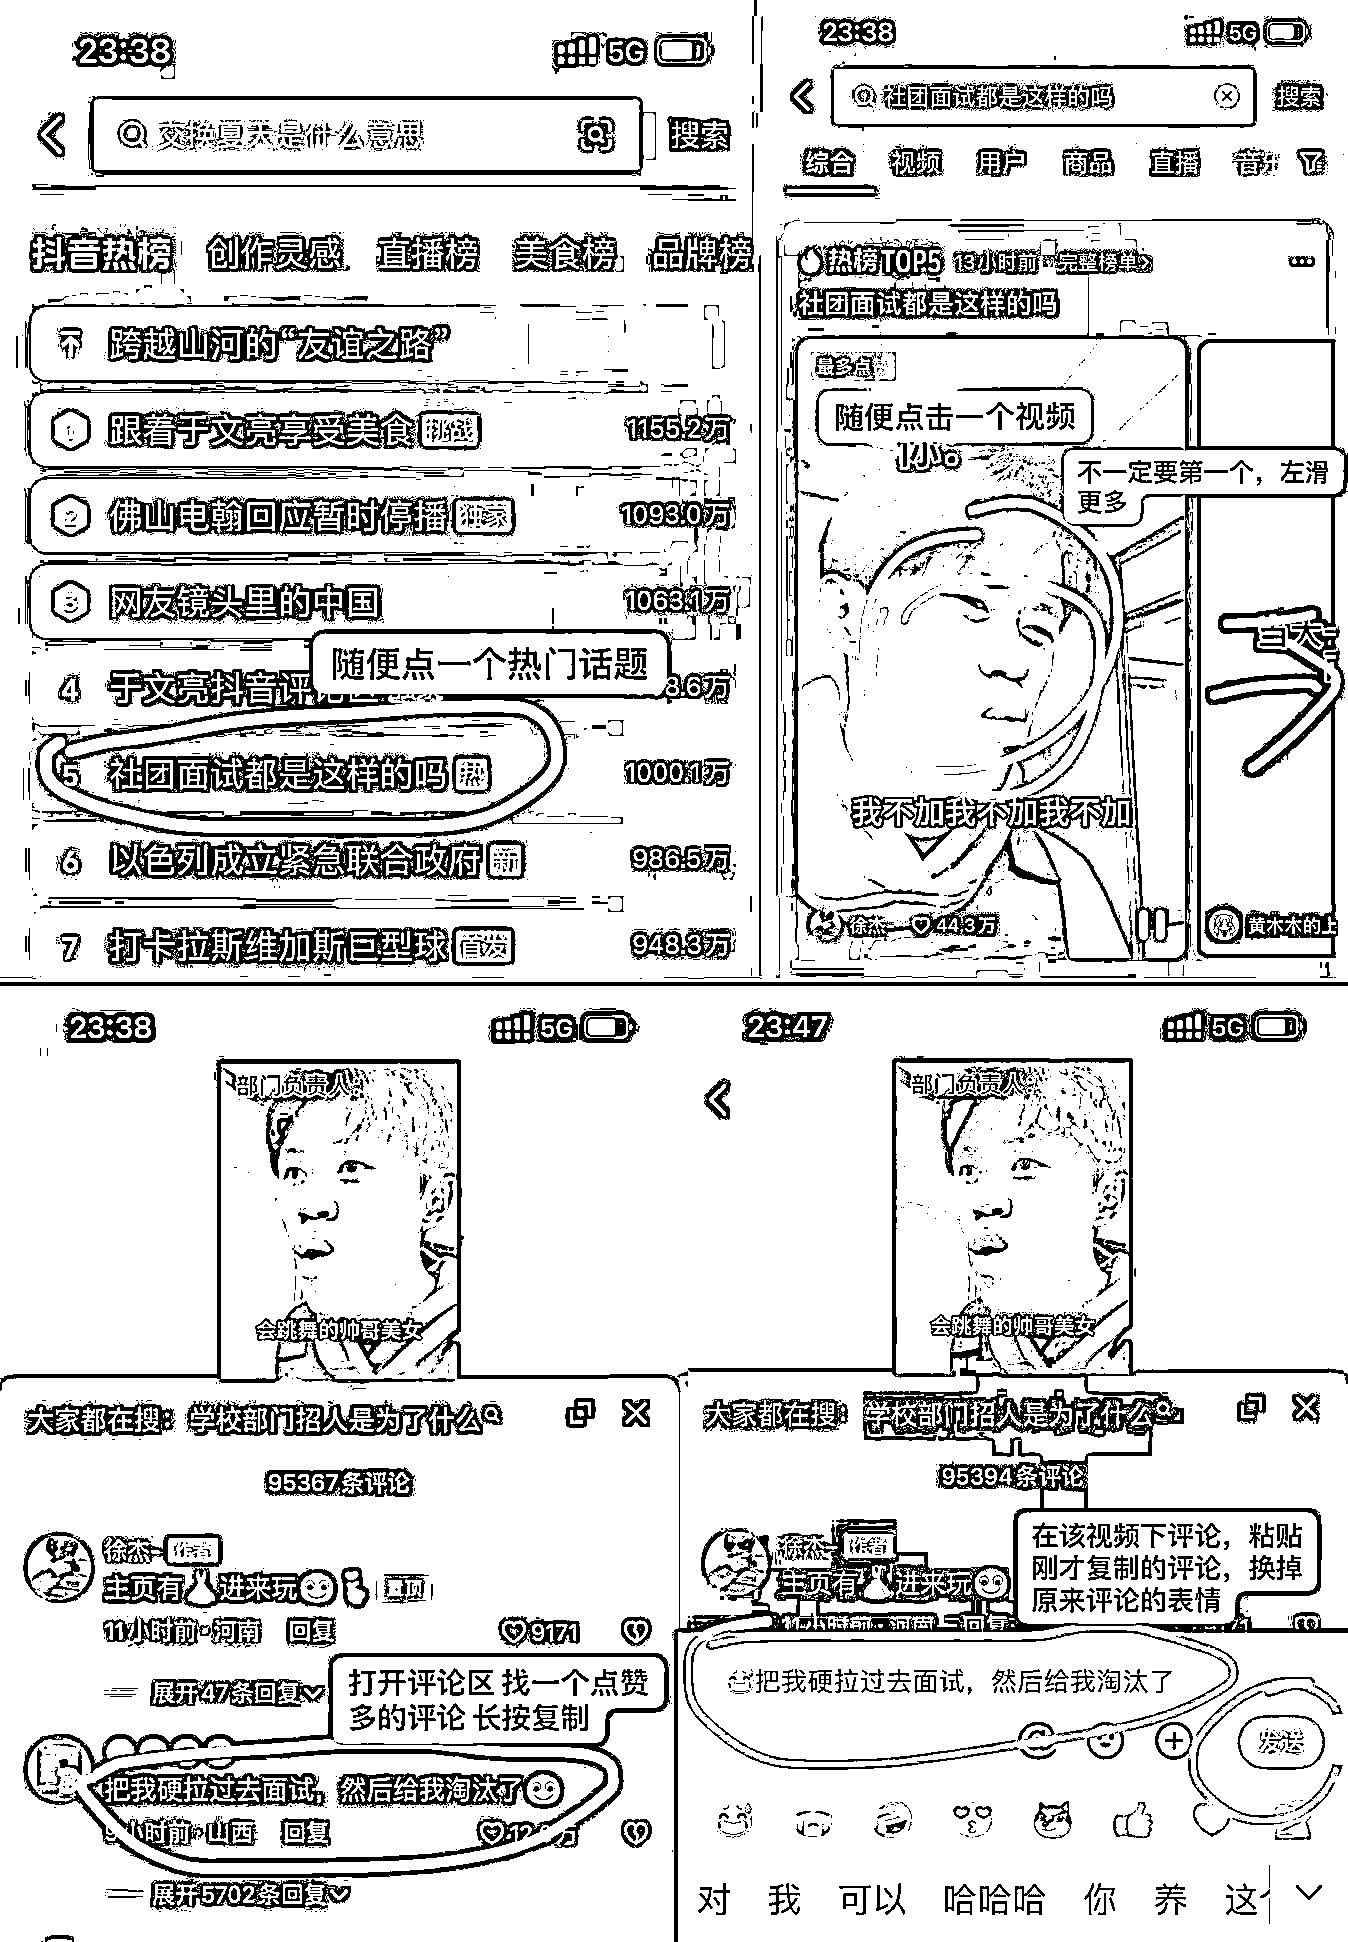 23:38
5G
交换夏天是什么意思
搜索
抖音热榜 创作灵感 直播榜 美食榜 品牌榜
跨越山河的“友谊之路”
1 跟着于文亮享受美食 挑战 1155.2万
2 佛山电翰回应暂时停播 独家 1093.0万
3 网友镜头里的中国 1063.1万
随便点一个热门话题
4 于文亮抖音评论 8.6万
5 社团面试都是这样的吗 热 1000.1万
6 以色列成立紧急联合政府 新 986.5万
7 打卡拉斯维加斯巨型球 首发 948.3万
23:38
5G
社团面试都是这样的吗
搜索
综合 视频 用户 商品 直播 音乐
热榜TOP5 13小时前·完整榜单>
社团面试都是这样的吗
最多点赞
随便点击一个视频
不一定要第一个，左滑
更多
我不加我不加我不加
徐杰 44.3万
黄木木的上
23:38
5G
部门负责人
会跳舞的帅哥美女
大家都在搜：学校部门招人是为了什么
95367条评论
徐杰 作者
主页有 进来玩 置顶
11小时前·河南 回复 9171
展开47条回复
打开评论区 找一个点赞
多的评论 长按复制
把我硬拉过去面试，然后给我淘汰了
小时前·山西 回复
展开5702条回复
23:47
5G
部门负责人
会跳舞的帅哥美女
大家都在搜：学校部门招人是为了什么
95394条评论
在该视频下评论，粘贴
刚才复制的评论，换掉
原来评论的表情
徐杰 作者
主页有 进来玩
11小时前·河南 回复
把我硬拉过去面试，然后给我淘汰了
发送
对 我 可以 哈哈哈 你 养 这个